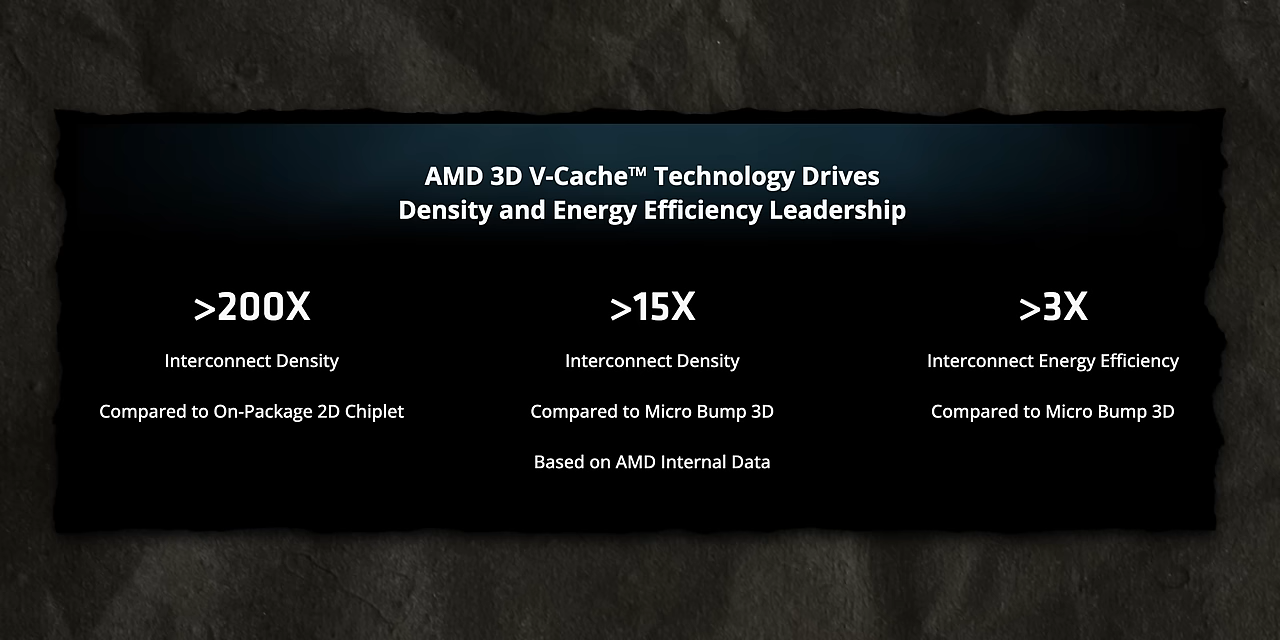 AMD 3D V-Cache™ Technology Drives
Density and Energy Efficiency Leadership
>200X
Interconnect Density
Compared to On-Package 2D Chiplet
>15X
Interconnect Density
Compared to Micro Bump 3D
Based on AMD Internal Data
>3X
Interconnect Energy Efficiency
Compared to Micro Bump 3D